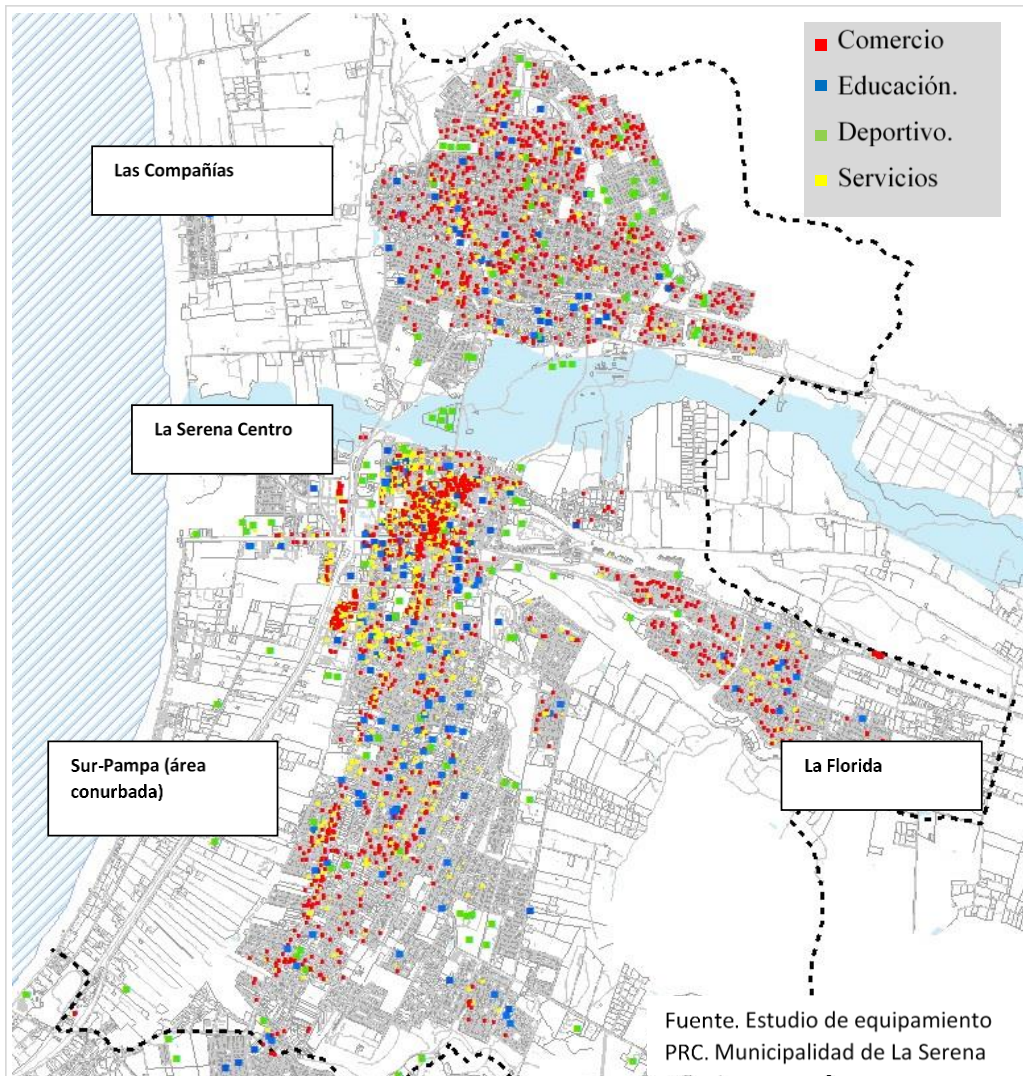 Comercio
Educación.
Deportivo.
Servicios
Las Compañías
La Serena Centro
Sur-Pampa (área
conurbada)
La Florida
Fuente. Estudio de equipamiento
PRC. Municipalidad de La Serena